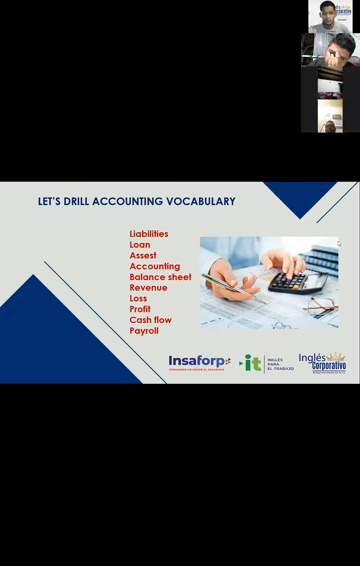 LET'S DRILL ACCOUNTING VOCABULARY
Liabilities
Loan
Assest
Accounting
Balance sheet
Revenue
Loss
Profit
Cash flow
Payroll
Insaforp
it
INGLÉS
PARA
EL TRABAJO
Inglés
Corporativo